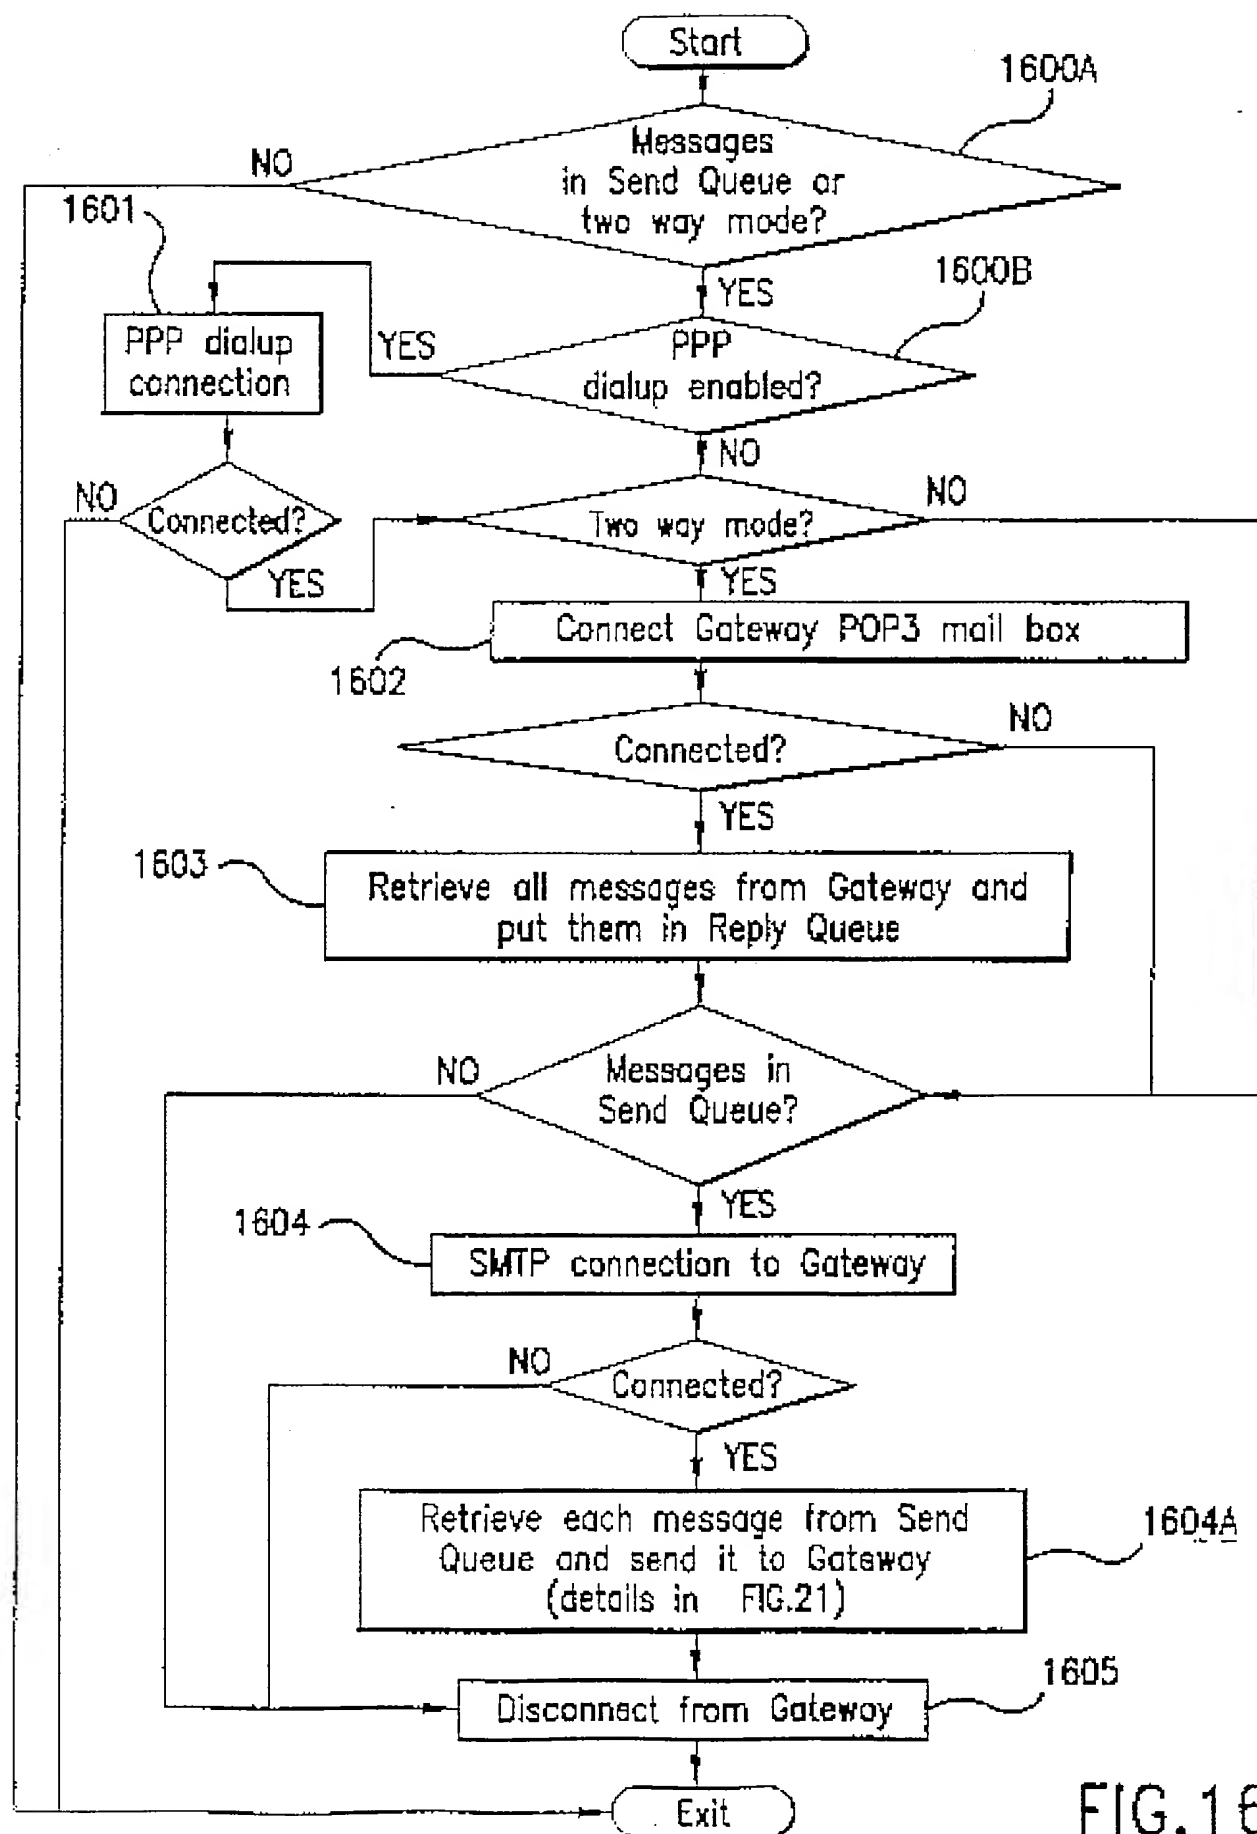 Start
1600A
Messages
in Send Queue or
two way mode?
NO
1601
YES
1600B
PPP dialup
connection
YES
PPP
dialup enabled?
NO
NO
Connected?
YES
Two way mode?
NO
YES
Connect Gateway POP3 mail box
1602
Connected?
NO
YES
1603
Retrieve all messages from Gateway and
put them in Reply Queue
NO
Messages in
Send Queue?
YES
1604
SMTP connection to Gateway
NO
Connected?
YES
Retrieve each message from Send
Queue and send it to Gateway
(details in FIG.21)
1604A
1605
Disconnect from Gateway
Exit
FIG.16